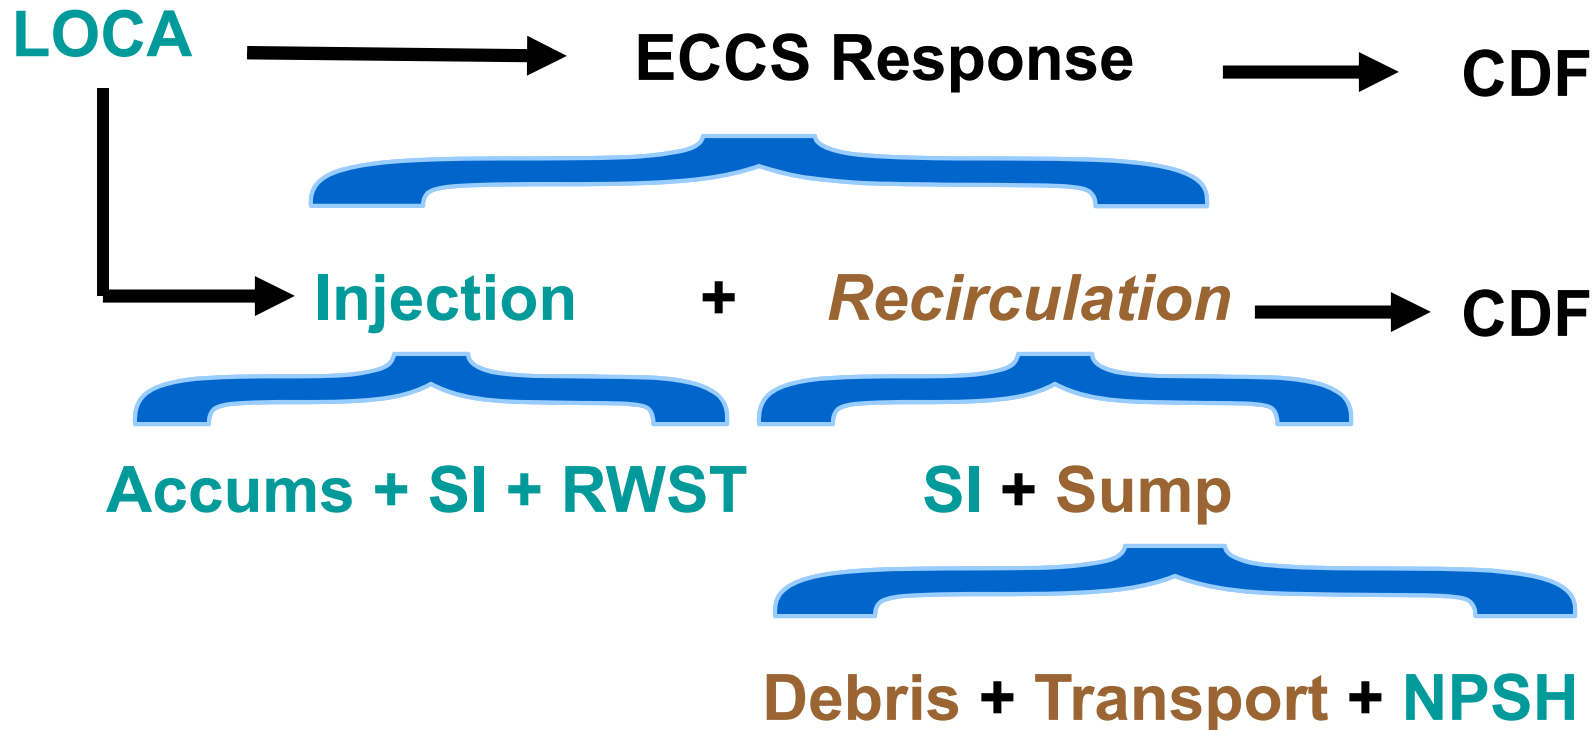 LOCA ECCS Response CDF
Injection + Recirculation CDF
Accums + SI + RWST SI + Sump
Debris + Transport + NPSH